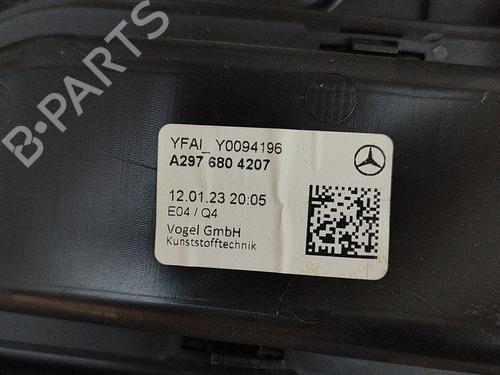 B-PARTS
YFAI_ Y0094196
A297 680 4207
12.01.23 20:05
E04 / Q4
Vogel GmbH
Kunststofftechnik